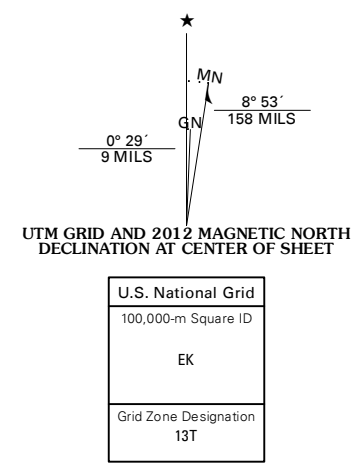 ★
MN
8° 53´
158 MILS
GN
0° 29´
9 MILS
UTM GRID AND 2012 MAGNETIC NORTH
DECLINATION AT CENTER OF SHEET
U.S. National Grid
100,000-m Square ID
EK
Grid Zone Designation
13T